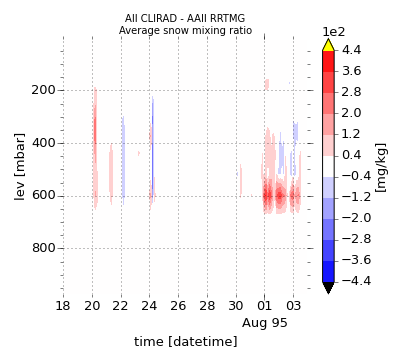 All CLIRAD - AAll RRTMG
Average snow mixing ratio
1e2
4.4
3.6
2.8
2.0
1.2
0.4
−0.4
−1.2
−2.0
−2.8
−3.6
−4.4
[mg/kg]
lev [mbar]
200
400
600
800
18 20 22 24 26 28 30 01 03
Aug 95
time [datetime]